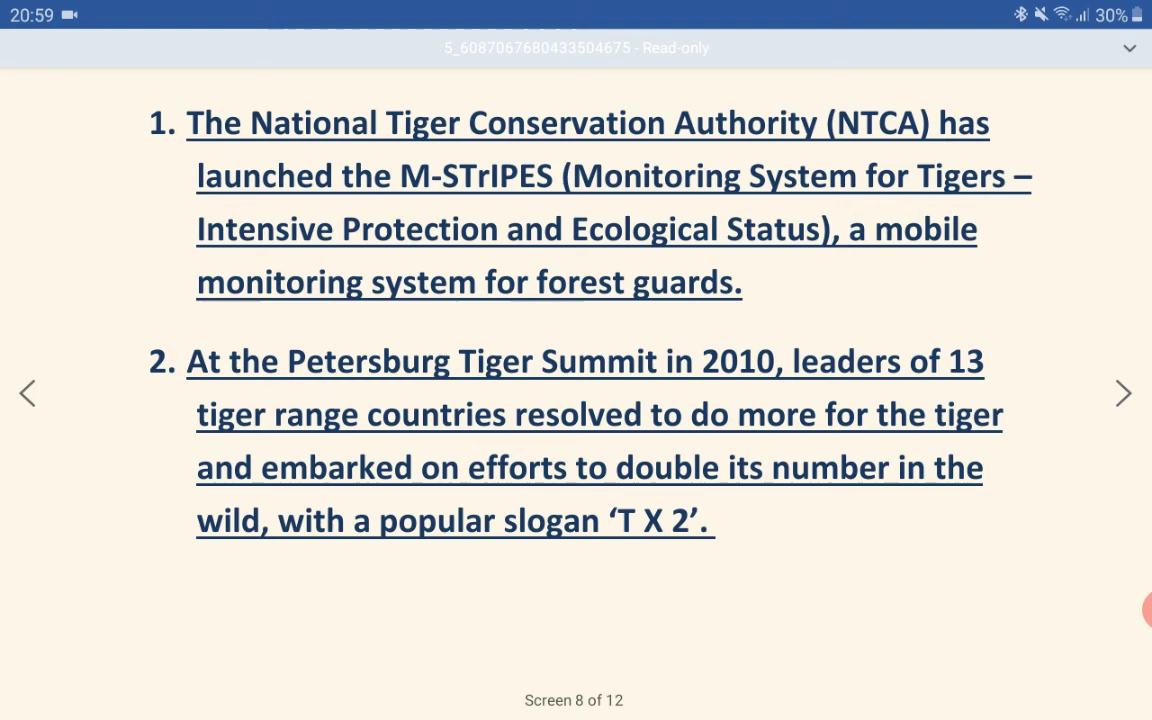 20:59
30%
5_6087067680433504675 - Read-only
1. The National Tiger Conservation Authority (NTCA) has
launched the M-STrIPES (Monitoring System for Tigers –
Intensive Protection and Ecological Status), a mobile
monitoring system for forest guards.
2. At the Petersburg Tiger Summit in 2010, leaders of 13
tiger range countries resolved to do more for the tiger
and embarked on efforts to double its number in the
wild, with a popular slogan ‘T X 2’.
Screen 8 of 12